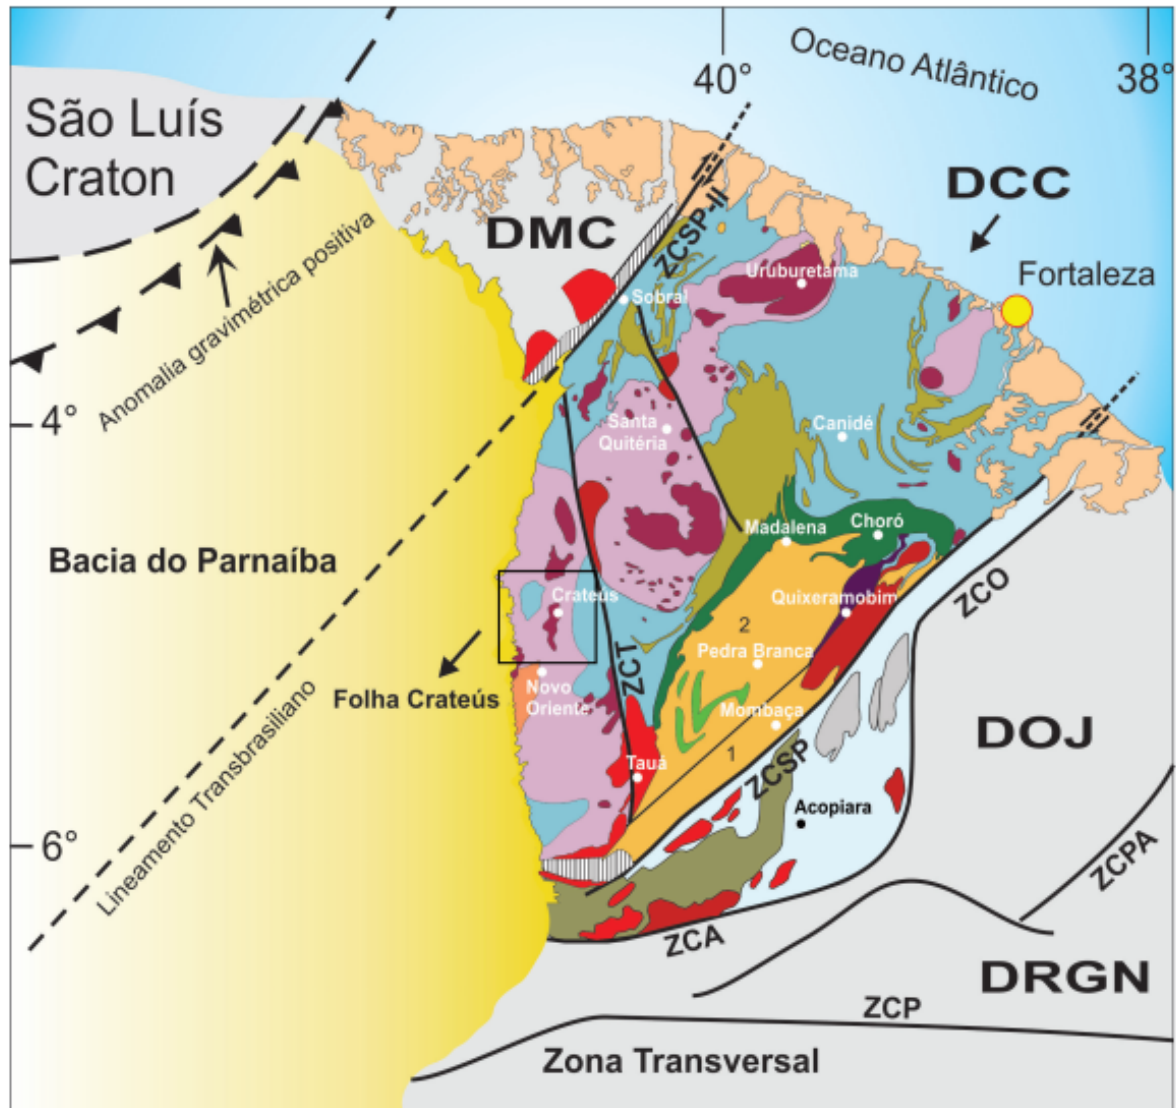 Oceano Atlântico
40°
38°
São Luís
Craton
DCC
DMC
ZCSP-II
Uruburetama
Fortaleza
Sobral
Anomalia gravimétrica positiva
4°
Santa
Quitéria
Canidé
Madalena
Choró
Bacia do Parnaíba
Crateús
Quixeramobim
ZCO
2
Pedra Branca
ZCT
Folha Crateús
Novo
Oriente
Mombaça
DOJ
1
Tauá
ZCSP
Acopiara
6°
Lineamento Transbrasiliano
ZCPA
ZCA
DRGN
ZCP
Zona Transversal